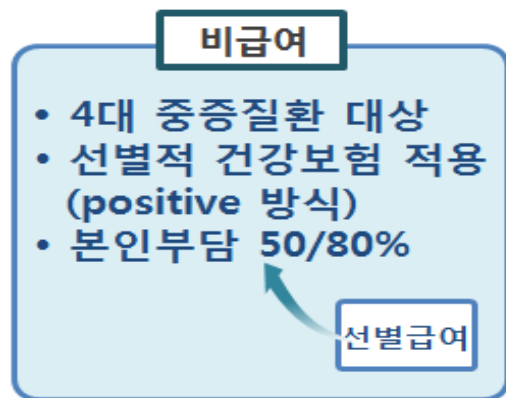 비급여
• 4대 중증질환 대상
• 선별적 건강보험 적용
(positive 방식)
• 본인부담 50/80%
선별급여